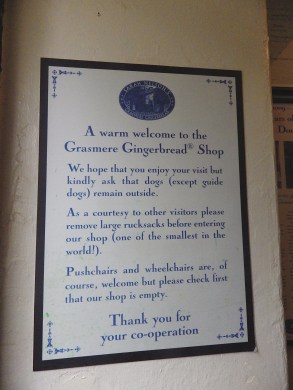 A warm welcome to the
Grasmere Gingerbread® Shop
We hope that you enjoy your visit but
kindly ask that dogs (except guide
dogs) remain outside.
As a courtesy to other visitors please
remove large rucksacks before entering
our shop (one of the smallest in the
world!).
Pushchairs and wheelchairs are, of
course, welcome but please check first
that our shop is empty.
Thank you for
your co-operation